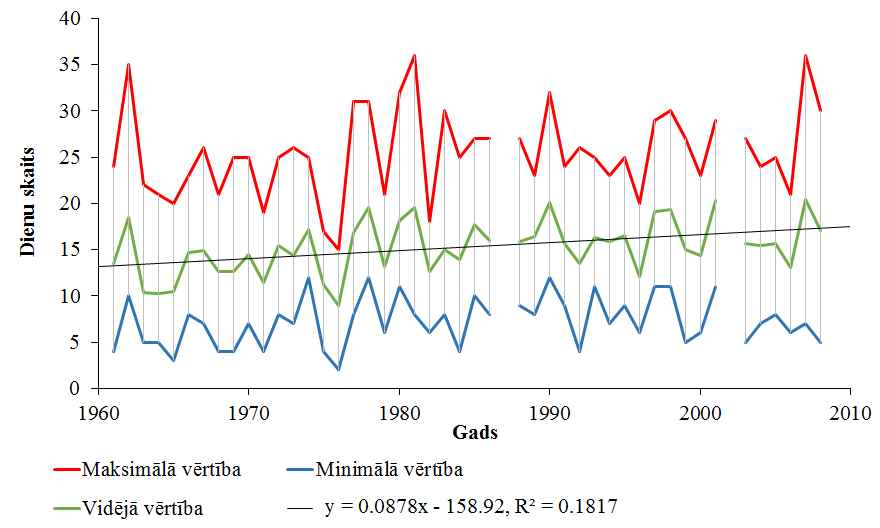 40
35
30
25
20
15
10
5
0
Dienu skaits
1960 1970 1980 1990 2000 2010
Gads
Maksimālā vērtība Minimālā vērtība
Vidējā vērtība y = 0.0878x - 158.92, R² = 0.1817